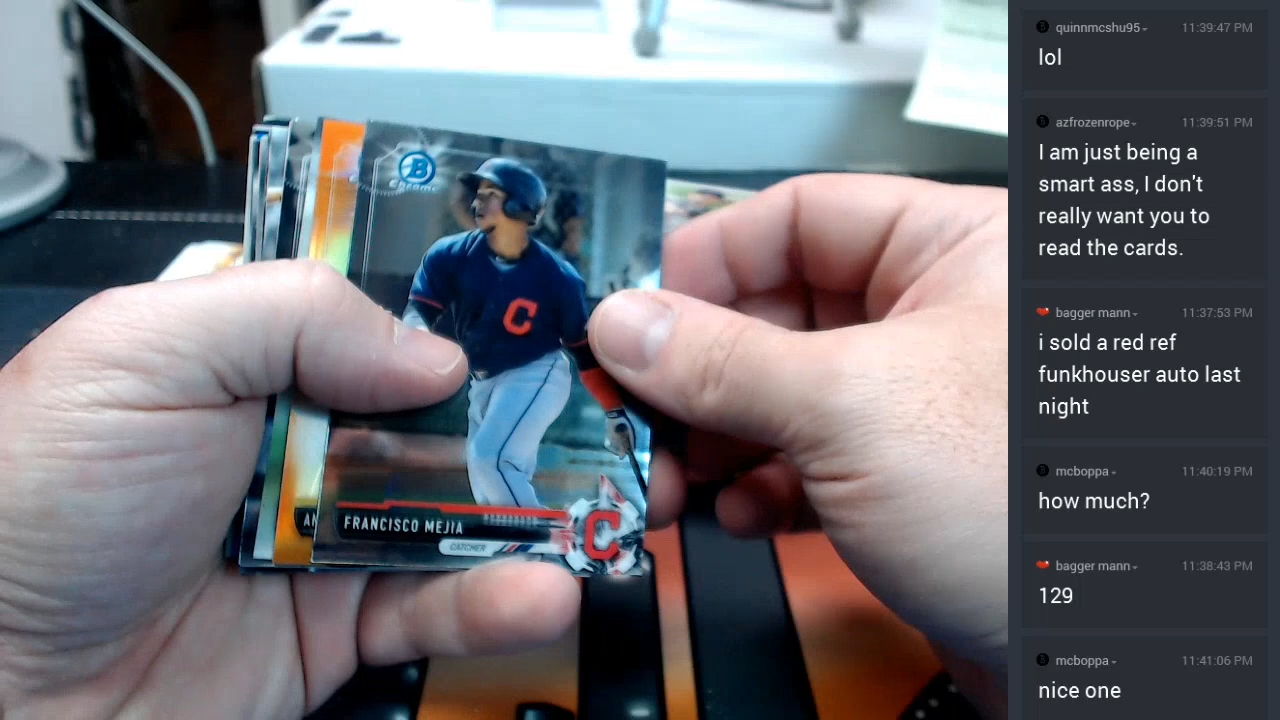 B
Chrome
C
AN
FRANCISCO MEJIA
CATCHER
C
quinnmcshu95
11:39:47 PM
lol
azfrozenrope
11:39:51 PM
I am just being a
smart ass, I don't
really want you to
read the cards.
bagger mann
11:37:53 PM
i sold a red ref
funkhouser auto last
night
mcboppa
11:40:19 PM
how much?
bagger mann
11:38:43 PM
129
mcboppa
11:41:06 PM
nice one